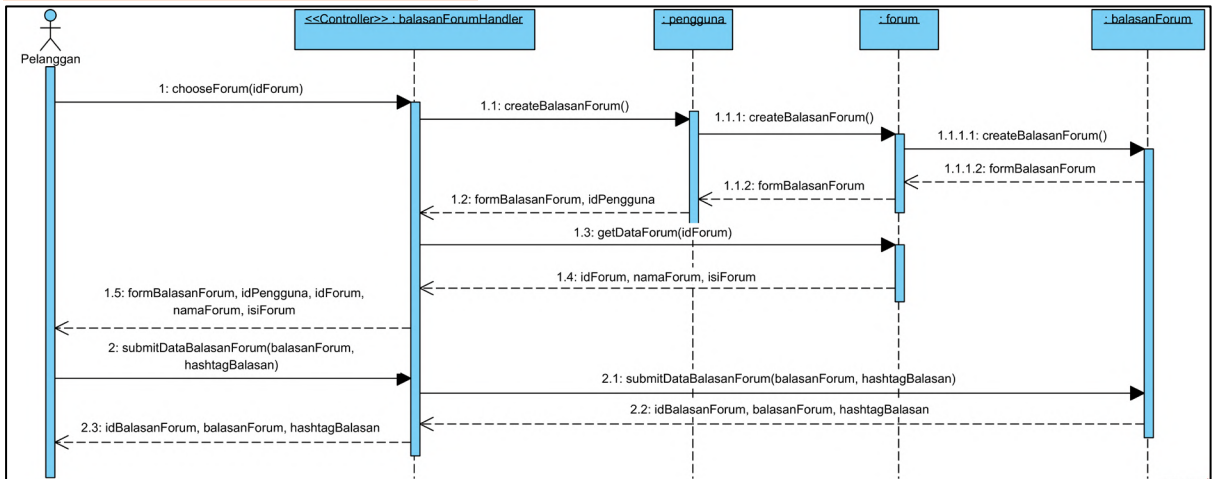 <<Controller>> : balasanForumHandler
: pengguna
: forum
: balasanForum
Pelanggan
1: chooseForum(idForum)
1.1: createBalasanForum()
1.1.1: createBalasanForum()
1.1.1.1: createBalasanForum()
1.1.1.2: formBalasanForum
1.1.2: formBalasanForum
1.2: formBalasanForum, idPengguna
1.3: getDataForum(idForum)
1.4: idForum, namaForum, isiForum
1.5: formBalasanForum, idPengguna, idForum,
namaForum, isiForum
2: submitDataBalasanForum(balasanForum,
hashtagBalasan)
2.1: submitDataBalasanForum(balasanForum, hashtagBalasan)
2.2: idBalasanForum, balasanForum, hashtagBalasan
2.3: idBalasanForum, balasanForum, hashtagBalasan